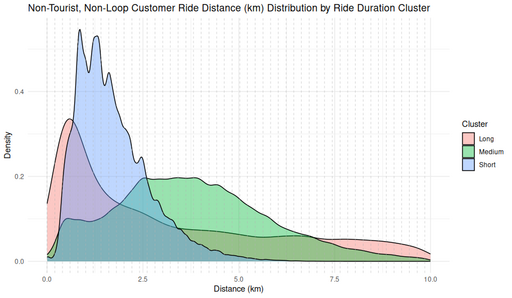 Non-Tourist, Non-Loop Customer Ride Distance (km) Distribution by Ride Duration Cluster
Density
0.4
0.2
0.0
0.0 2.5 5.0 7.5 10.0
Distance (km)
Cluster
Long
Medium
Short